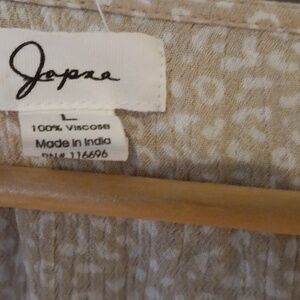 Japna
L
100% Viscose
Made in India
RN# 116696